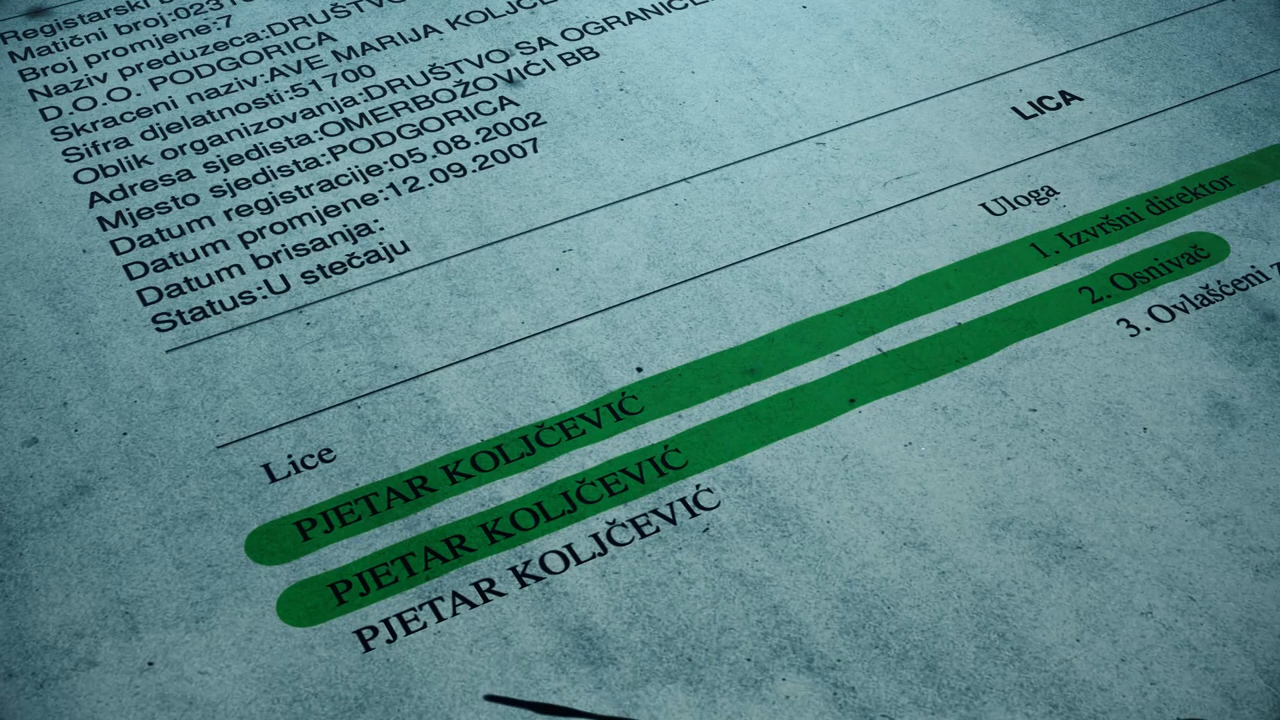 Registarski
Matični broj:
Broj promjene:7
Naziv preduzeca:DRUŠTVO
D.O.O. PODGORICA
Skraceni naziv:AVE MARIJA
Sifra djelatnosti:51700
Oblik organizovanja:DRUŠTVO SA
Adresa sjedista:OMERBOŽOVIĆI BB
Mjesto sjedista:PODGORICA
Datum registracije:05.08.2002
Datum promjene:12.09.2007
Datum brisanja:
Status:U stečaju
LICA
Lice Uloga
PJETAR KOLJČEVIĆ 1. Izvršni direktor
PJETAR KOLJČEVIĆ 2. Osnivač
PJETAR KOLJČEVIĆ 3. Ovlašćeni